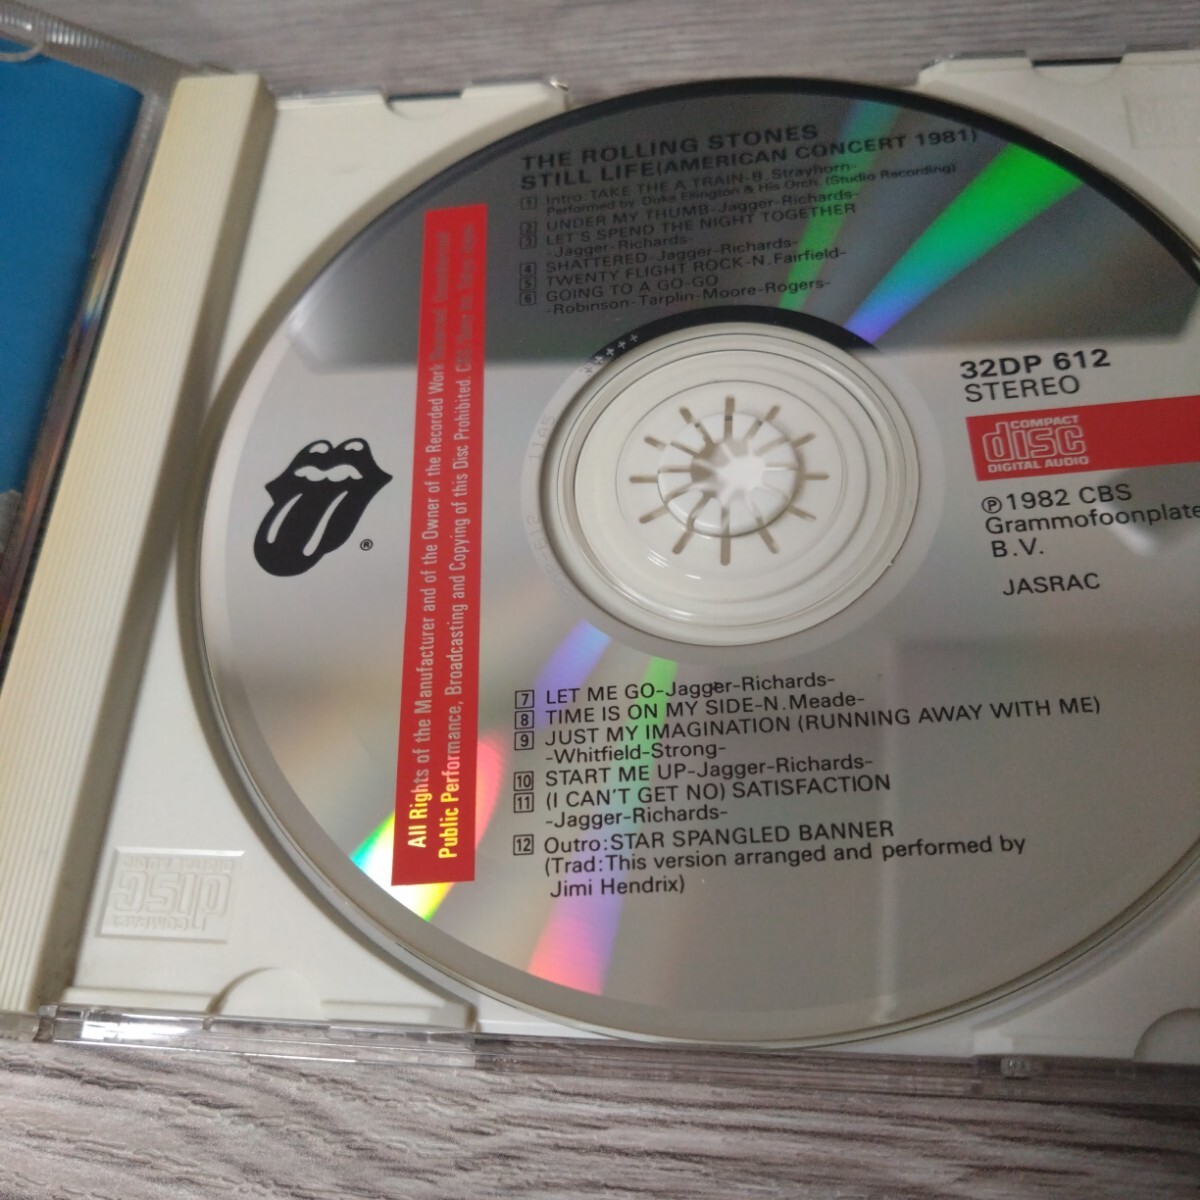 THE ROLLING STONES
STILL LIFE(AMERICAN CONCERT 1981)
1 Intro:TAKE THE A TRAIN-B. Strayhorn-
Performed by Duke Ellington & His Orch. (Studio Recording)
2 UNDER MY THUMB-Jagger-Richards-
3 LET'S SPEND THE NIGHT TOGETHER
-Jagger-Richards-
4 SHATTERED-Jagger-Richards-
5 TWENTY FLIGHT ROCK-N. Fairfield-
6 GOING TO A GO-GO
-Robinson-Tarplin-Moore-Rogers-
32DP 612
STEREO
COMPACT
disc
DIGITAL AUDIO
Ⓟ1982 CBS
Grammofoonplate
B.V.
JASRAC
®
All Rights of the Manufacturer and of the Owner of the Recorded Work Reserved.
Public Performance, Broadcasting and Copying of this Disc Prohibited.
7 LET ME GO-Jagger-Richards-
8 TIME IS ON MY SIDE-N. Meade-
9 JUST MY IMAGINATION (RUNNING AWAY WITH ME)
-Whitfield-Strong-
10 START ME UP-Jagger-Richards-
11 (I CAN'T GET NO) SATISFACTION
-Jagger-Richards-
12 Outro:STAR SPANGLED BANNER
(Trad:This version arranged and performed by
Jimi Hendrix)